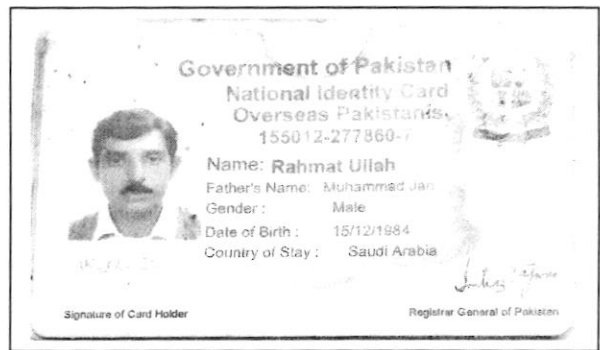 Government of Pakistan
National Identity Card
Overseas Pakistanis
155012-277860-7
Name: Rahmat Ullah
Father's Name: Muhammad Jan
Gender : Male
Date of Birth : 15/12/1984
Country of Stay : Saudi Arabia
Signature of Card Holder
Registrar General of Pakistan